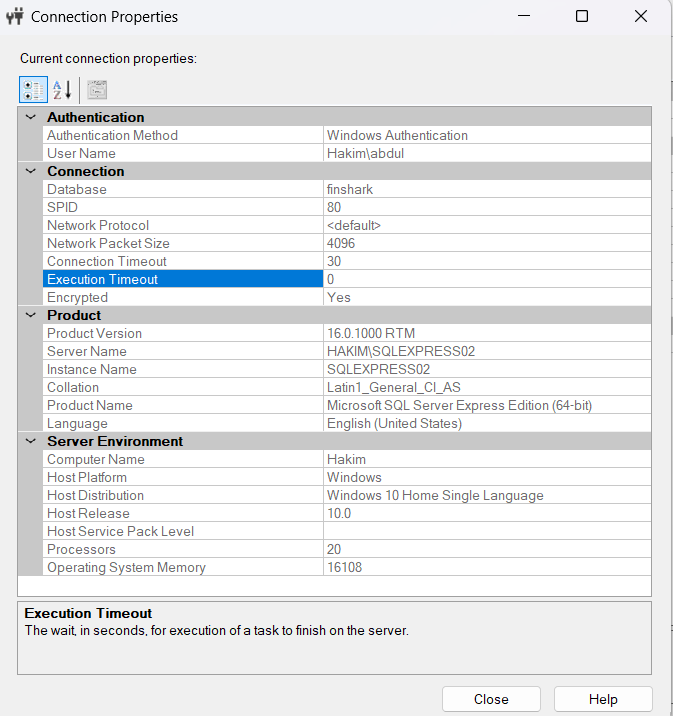 Connection Properties
Current connection properties:
A
Z
Authentication
Authentication Method Windows Authentication
User Name Hakim\abdul
Connection
Database finshark
SPID 80
Network Protocol <default>
Network Packet Size 4096
Connection Timeout 30
Execution Timeout 0
Encrypted Yes
Product
Product Version 16.0.1000 RTM
Server Name HAKIM\SQLEXPRESS02
Instance Name SQLEXPRESS02
Collation Latin1_General_CI_AS
Product Name Microsoft SQL Server Express Edition (64-bit)
Language English (United States)
Server Environment
Computer Name Hakim
Host Platform Windows
Host Distribution Windows 10 Home Single Language
Host Release 10.0
Host Service Pack Level
Processors 20
Operating System Memory 16108
Execution Timeout
The wait, in seconds, for execution of a task to finish on the server.
Close Help